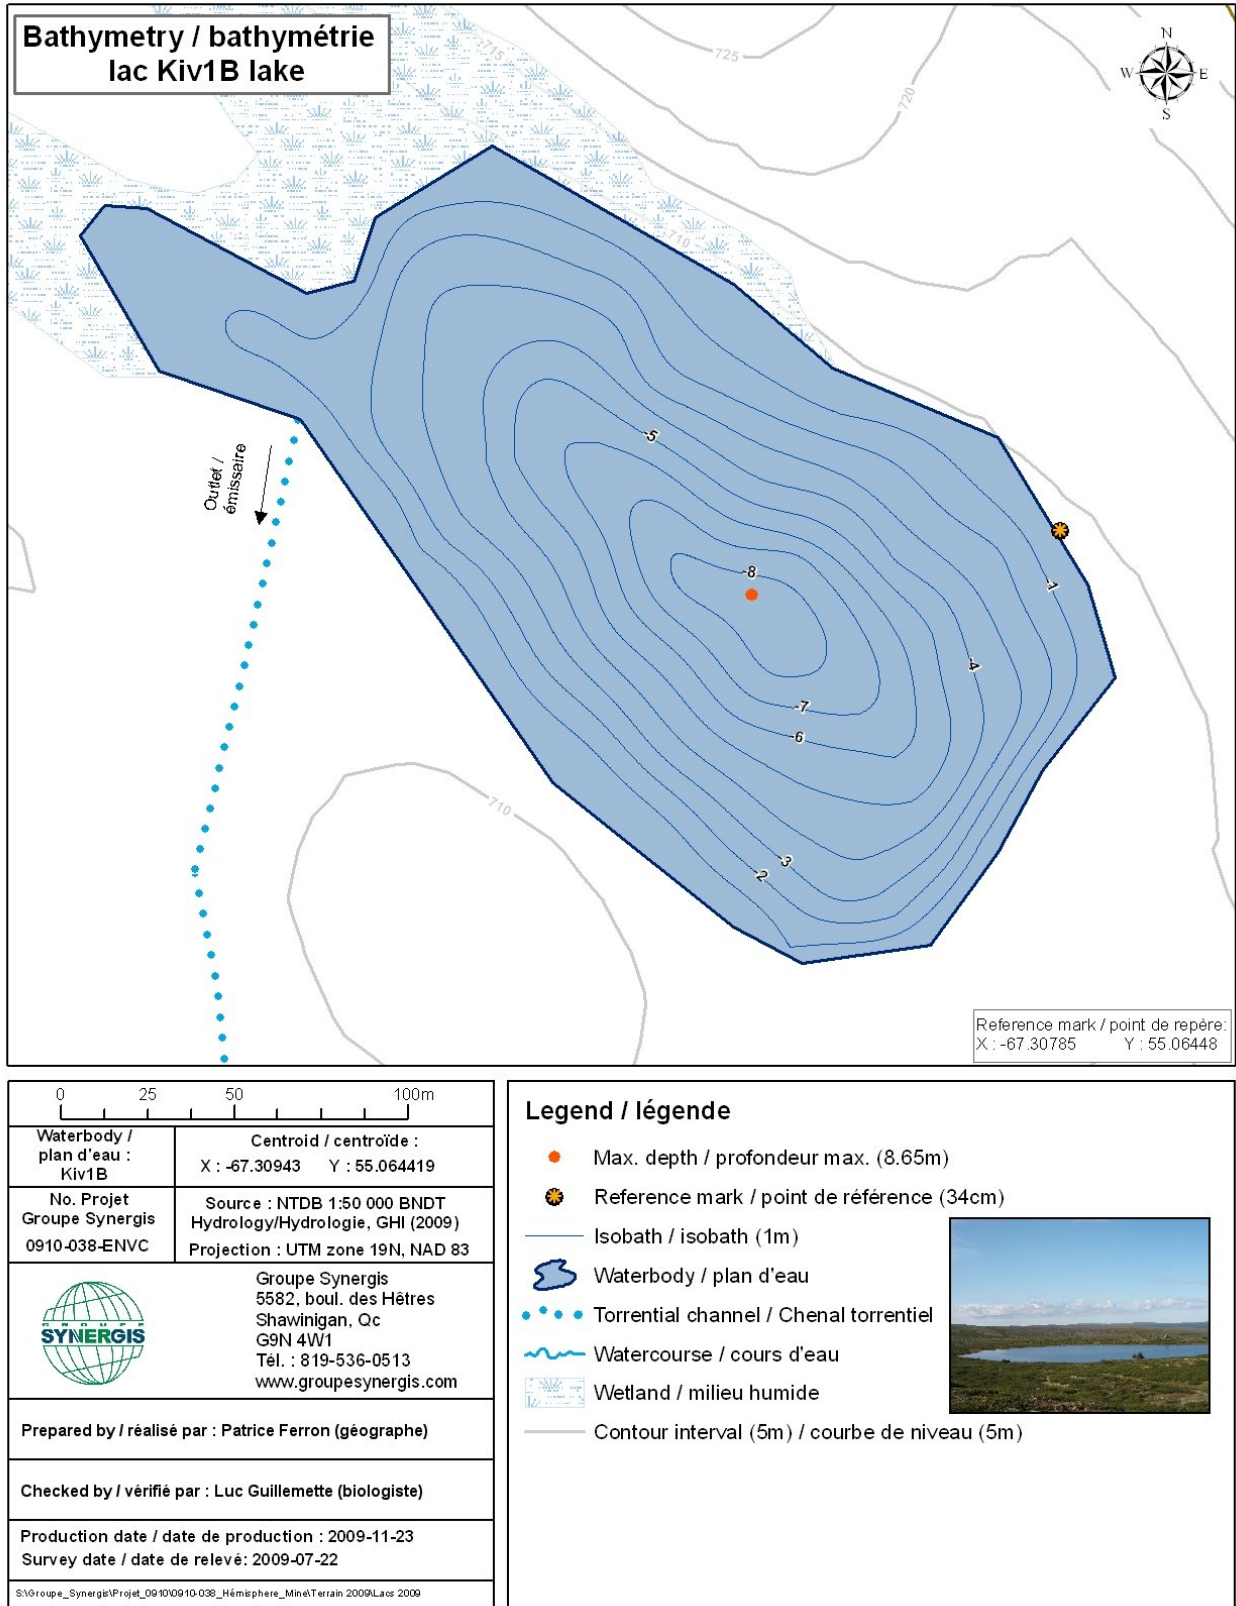 Bathymetry / bathymétrie
lac Kiv1B lake
715
725
720
N
W E
S
710
-5
Outlet /
émissaire
-8
-1
-4
-7
-6
710
-3
-2
Reference mark / point de repère:
X : -67.30785 Y : 55.06448
0 25 50 100m
Waterbody /
plan d'eau :
Kiv1B
Centroid / centroïde :
X : -67.30943 Y : 55.064419
No. Projet
Groupe Synergis
0910-038-ENVC
Source : NTDB 1:50 000 BNDT
Hydrology/Hydrologie, GHI (2009)
Projection : UTM zone 19N, NAD 83
GROUPE
SYNERGIS
Groupe Synergis
5582, boul. des Hêtres
Shawinigan, Qc
G9N 4W1
Tél. : 819-536-0513
www.groupesynergis.com
Prepared by / réalisé par : Patrice Ferron (géographe)
Checked by / vérifié par : Luc Guillemette (biologiste)
Production date / date de production : 2009-11-23
Survey date / date de relevé: 2009-07-22
S:\Groupe_Synergis\Projet_0910\0910-038_Hémisphere_Mine\Terrain 2009\Lacs 2009
Legend / légende
Max. depth / profondeur max. (8.65m)
Reference mark / point de référence (34cm)
Isobath / isobath (1m)
Waterbody / plan d'eau
Torrential channel / Chenal torrentiel
Watercourse / cours d'eau
Wetland / milieu humide
Contour interval (5m) / courbe de niveau (5m)